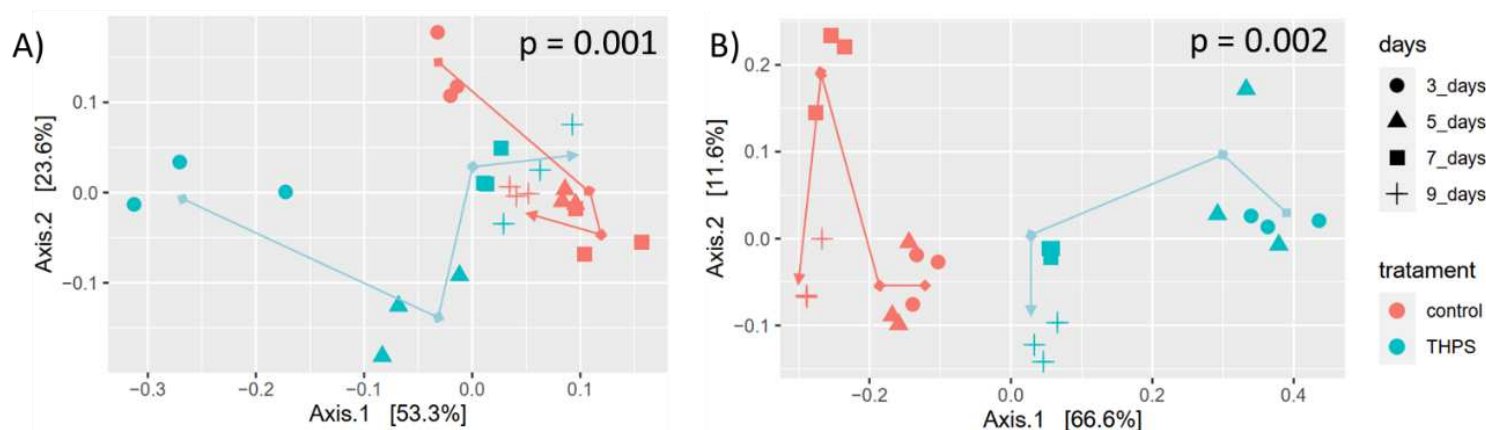 A)
p = 0.001
0.1
0.0
−0.1
−0.3
−0.2
−0.1
0.0
0.1
Axis.2 [23.6%]
Axis.1 [53.3%]
B)
p = 0.002
0.2
0.1
0.0
−0.1
−0.2
0.0
0.2
0.4
Axis.2 [11.6%]
Axis.1 [66.6%]
days
3_days
5_days
7_days
9_days
tratament
control
THPS